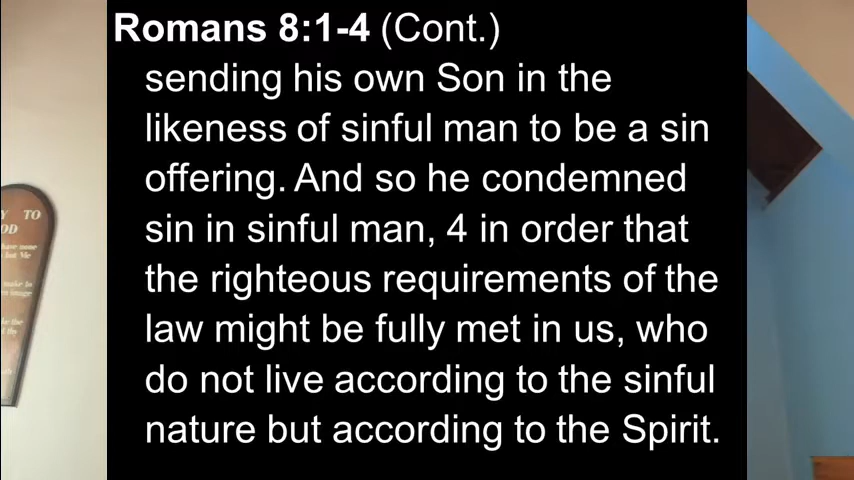 Romans 8:1-4 (Cont.)
sending his own Son in the
likeness of sinful man to be a sin
offering. And so he condemned
sin in sinful man, 4 in order that
the righteous requirements of the
law might be fully met in us, who
do not live according to the sinful
nature but according to the Spirit.
Y TO
OD